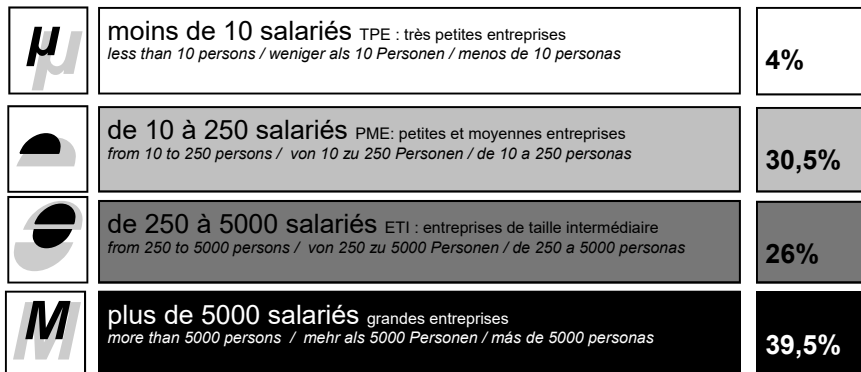 µ
moins de 10 salariés TPE : très petites entreprises
less than 10 persons / weniger als 10 Personen / menos de 10 personas
4%
de 10 à 250 salariés PME: petites et moyennes entreprises
from 10 to 250 persons / von 10 zu 250 Personen / de 10 a 250 personas
30,5%
de 250 à 5000 salariés ETI : entreprises de taille intermédiaire
from 250 to 5000 persons / von 250 zu 5000 Personen / de 250 a 5000 personas
26%
M
plus de 5000 salariés grandes entreprises
more than 5000 persons / mehr als 5000 Personen / más de 5000 personas
39,5%